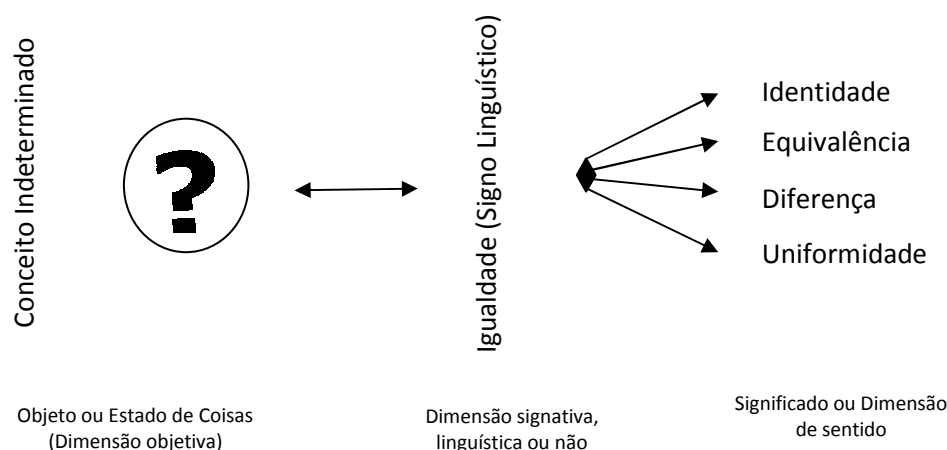 Conceito Indeterminado
?
Igualdade (Signo Linguístico)
Identidade
Equivalência
Diferença
Uniformidade
Objeto ou Estado de Coisas
(Dimensão objetiva)
Dimensão signativa,
linguística ou não
Significado ou Dimensão
de sentido